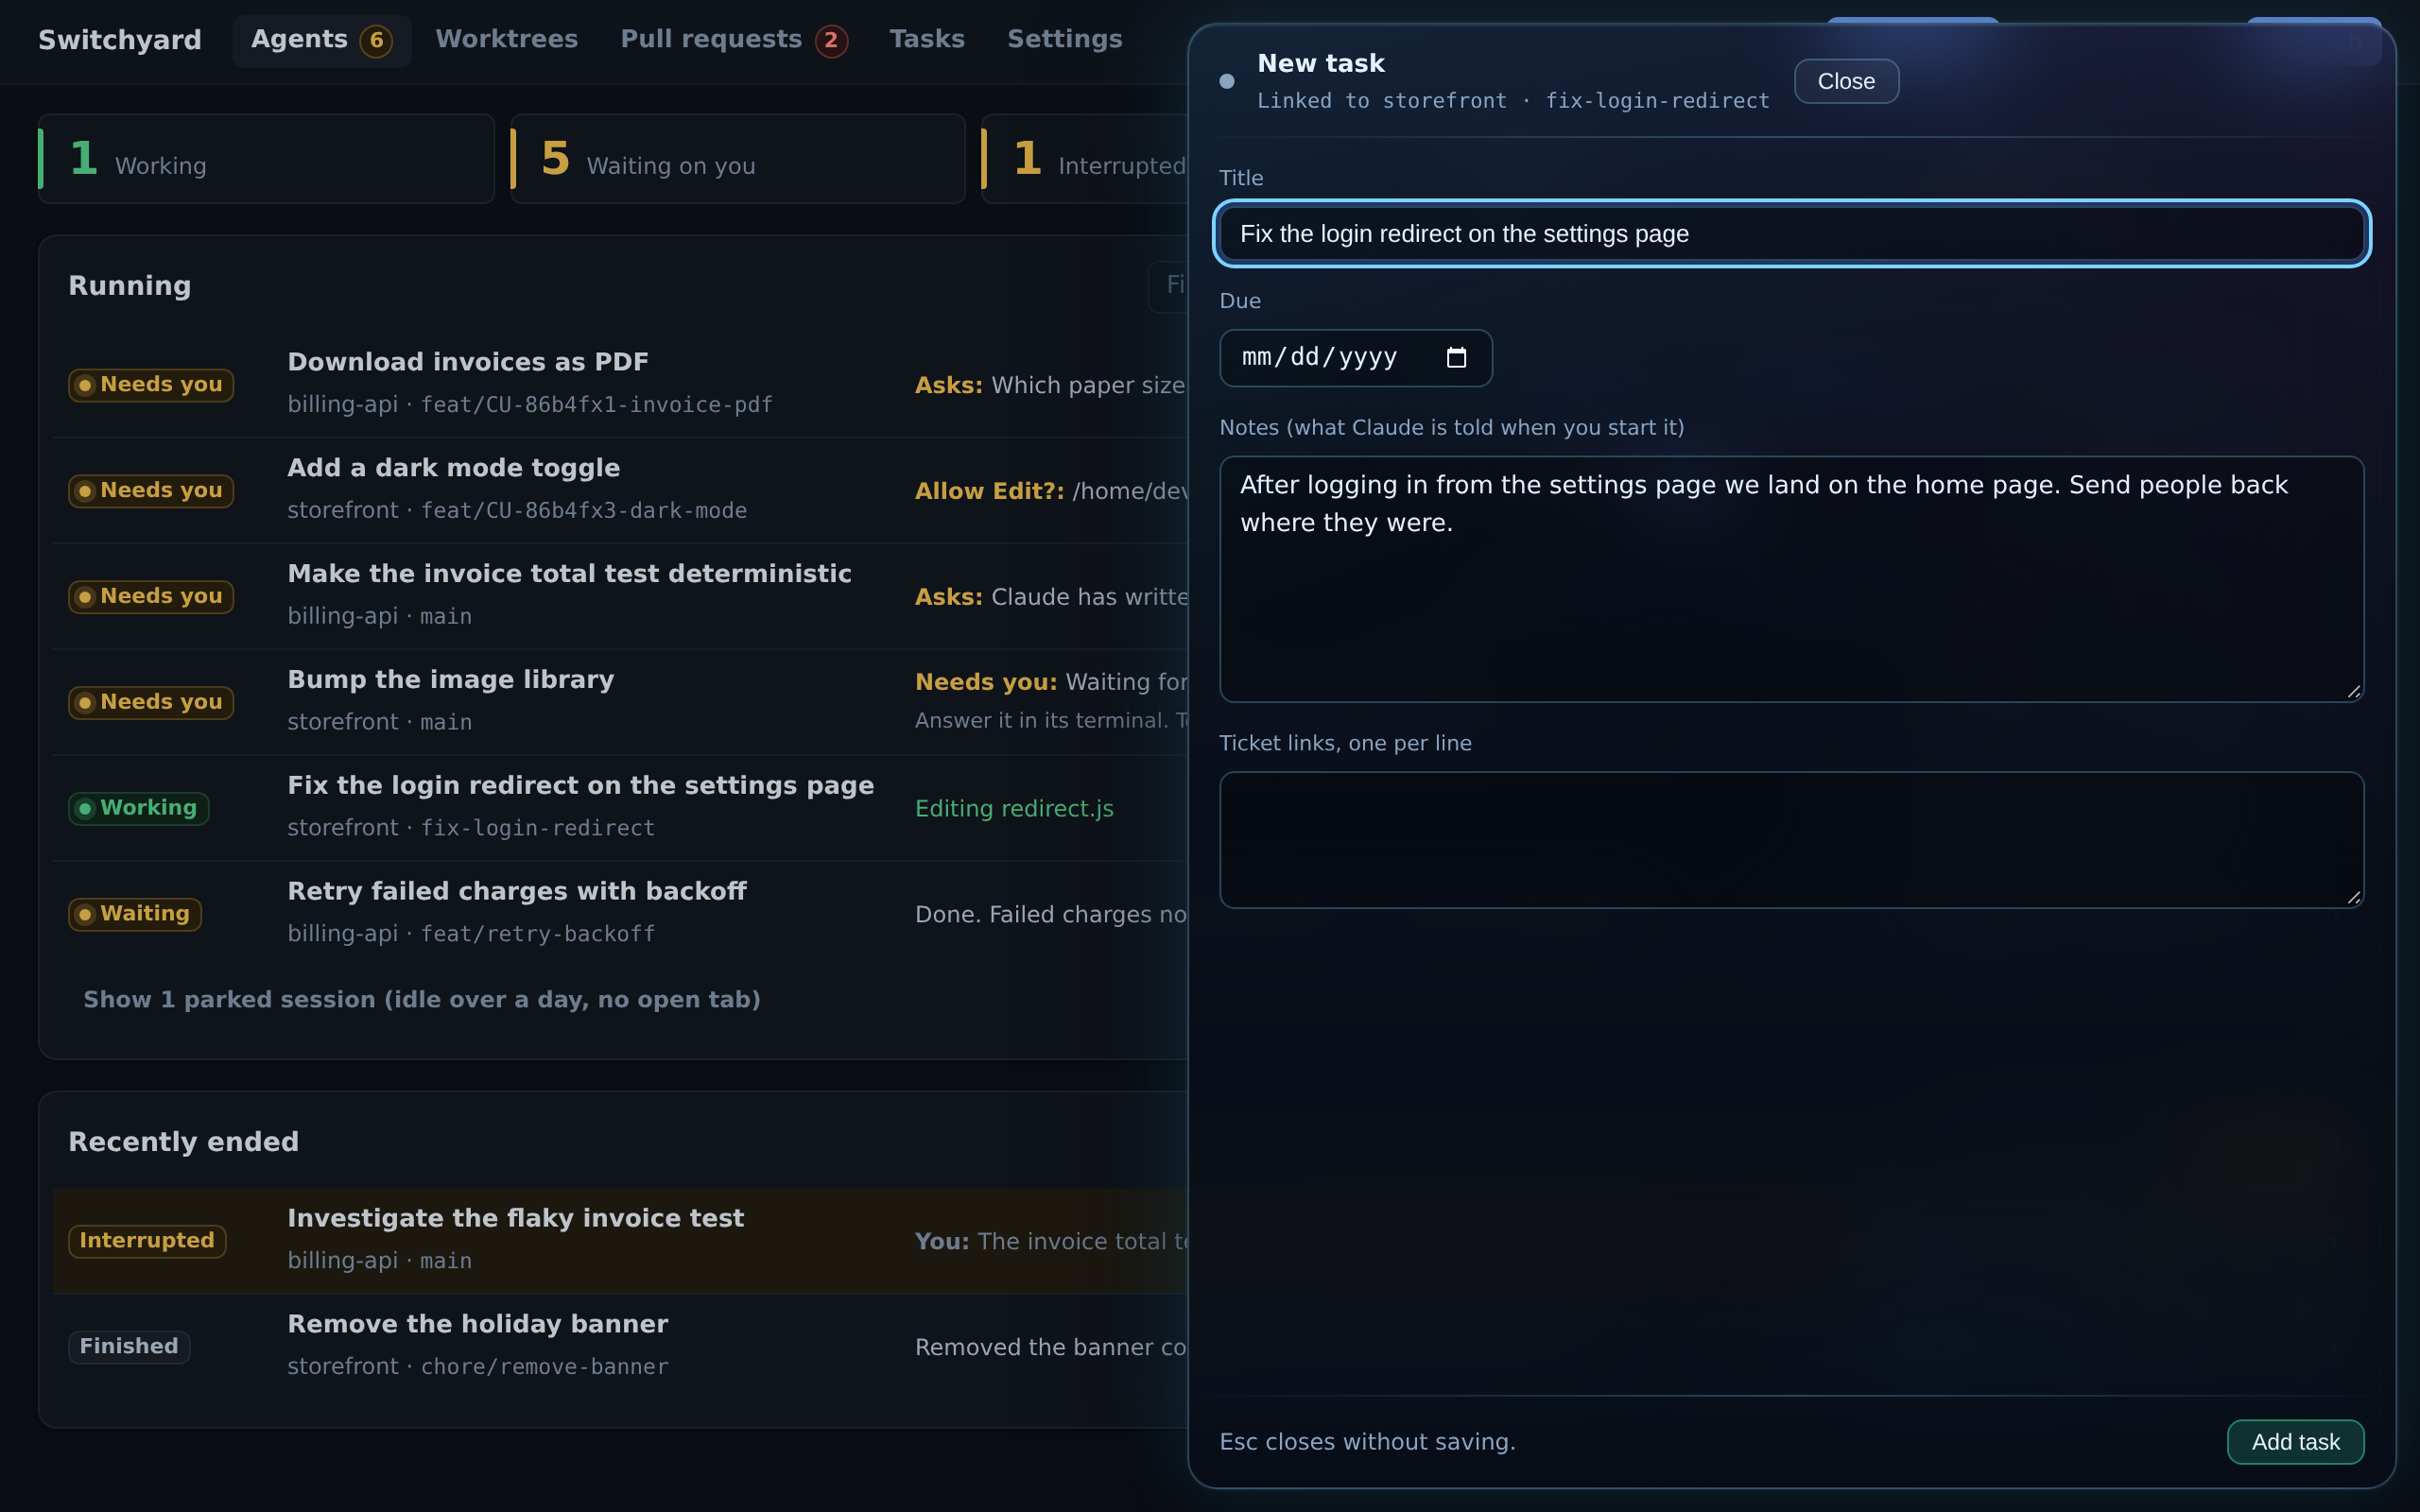 Switchyard Agents 6 Worktrees Pull requests 2 Tasks Settings
1 Working
5 Waiting on you
1 Interrupted
Running
Needs you
Download invoices as PDF
billing-api · feat/CU-86b4fx1-invoice-pdf
Asks: Which paper size
Needs you
Add a dark mode toggle
storefront · feat/CU-86b4fx3-dark-mode
Allow Edit?: /home/dev
Needs you
Make the invoice total test deterministic
billing-api · main
Asks: Claude has writte
Needs you
Bump the image library
storefront · main
Needs you: Waiting for
Answer it in its terminal.
Working
Fix the login redirect on the settings page
storefront · fix-login-redirect
Editing redirect.js
Waiting
Retry failed charges with backoff
billing-api · feat/retry-backoff
Done. Failed charges no
Show 1 parked session (idle over a day, no open tab)
Recently ended
Interrupted
Investigate the flaky invoice test
billing-api · main
You: The invoice total te
Finished
Remove the holiday banner
storefront · chore/remove-banner
Removed the banner co
New task
Linked to storefront · fix-login-redirect
Close
Title
Fix the login redirect on the settings page
Due
mm/dd/yyyy
Notes (what Claude is told when you start it)
After logging in from the settings page we land on the home page. Send people back
where they were.
Ticket links, one per line
Esc closes without saving.
Add task